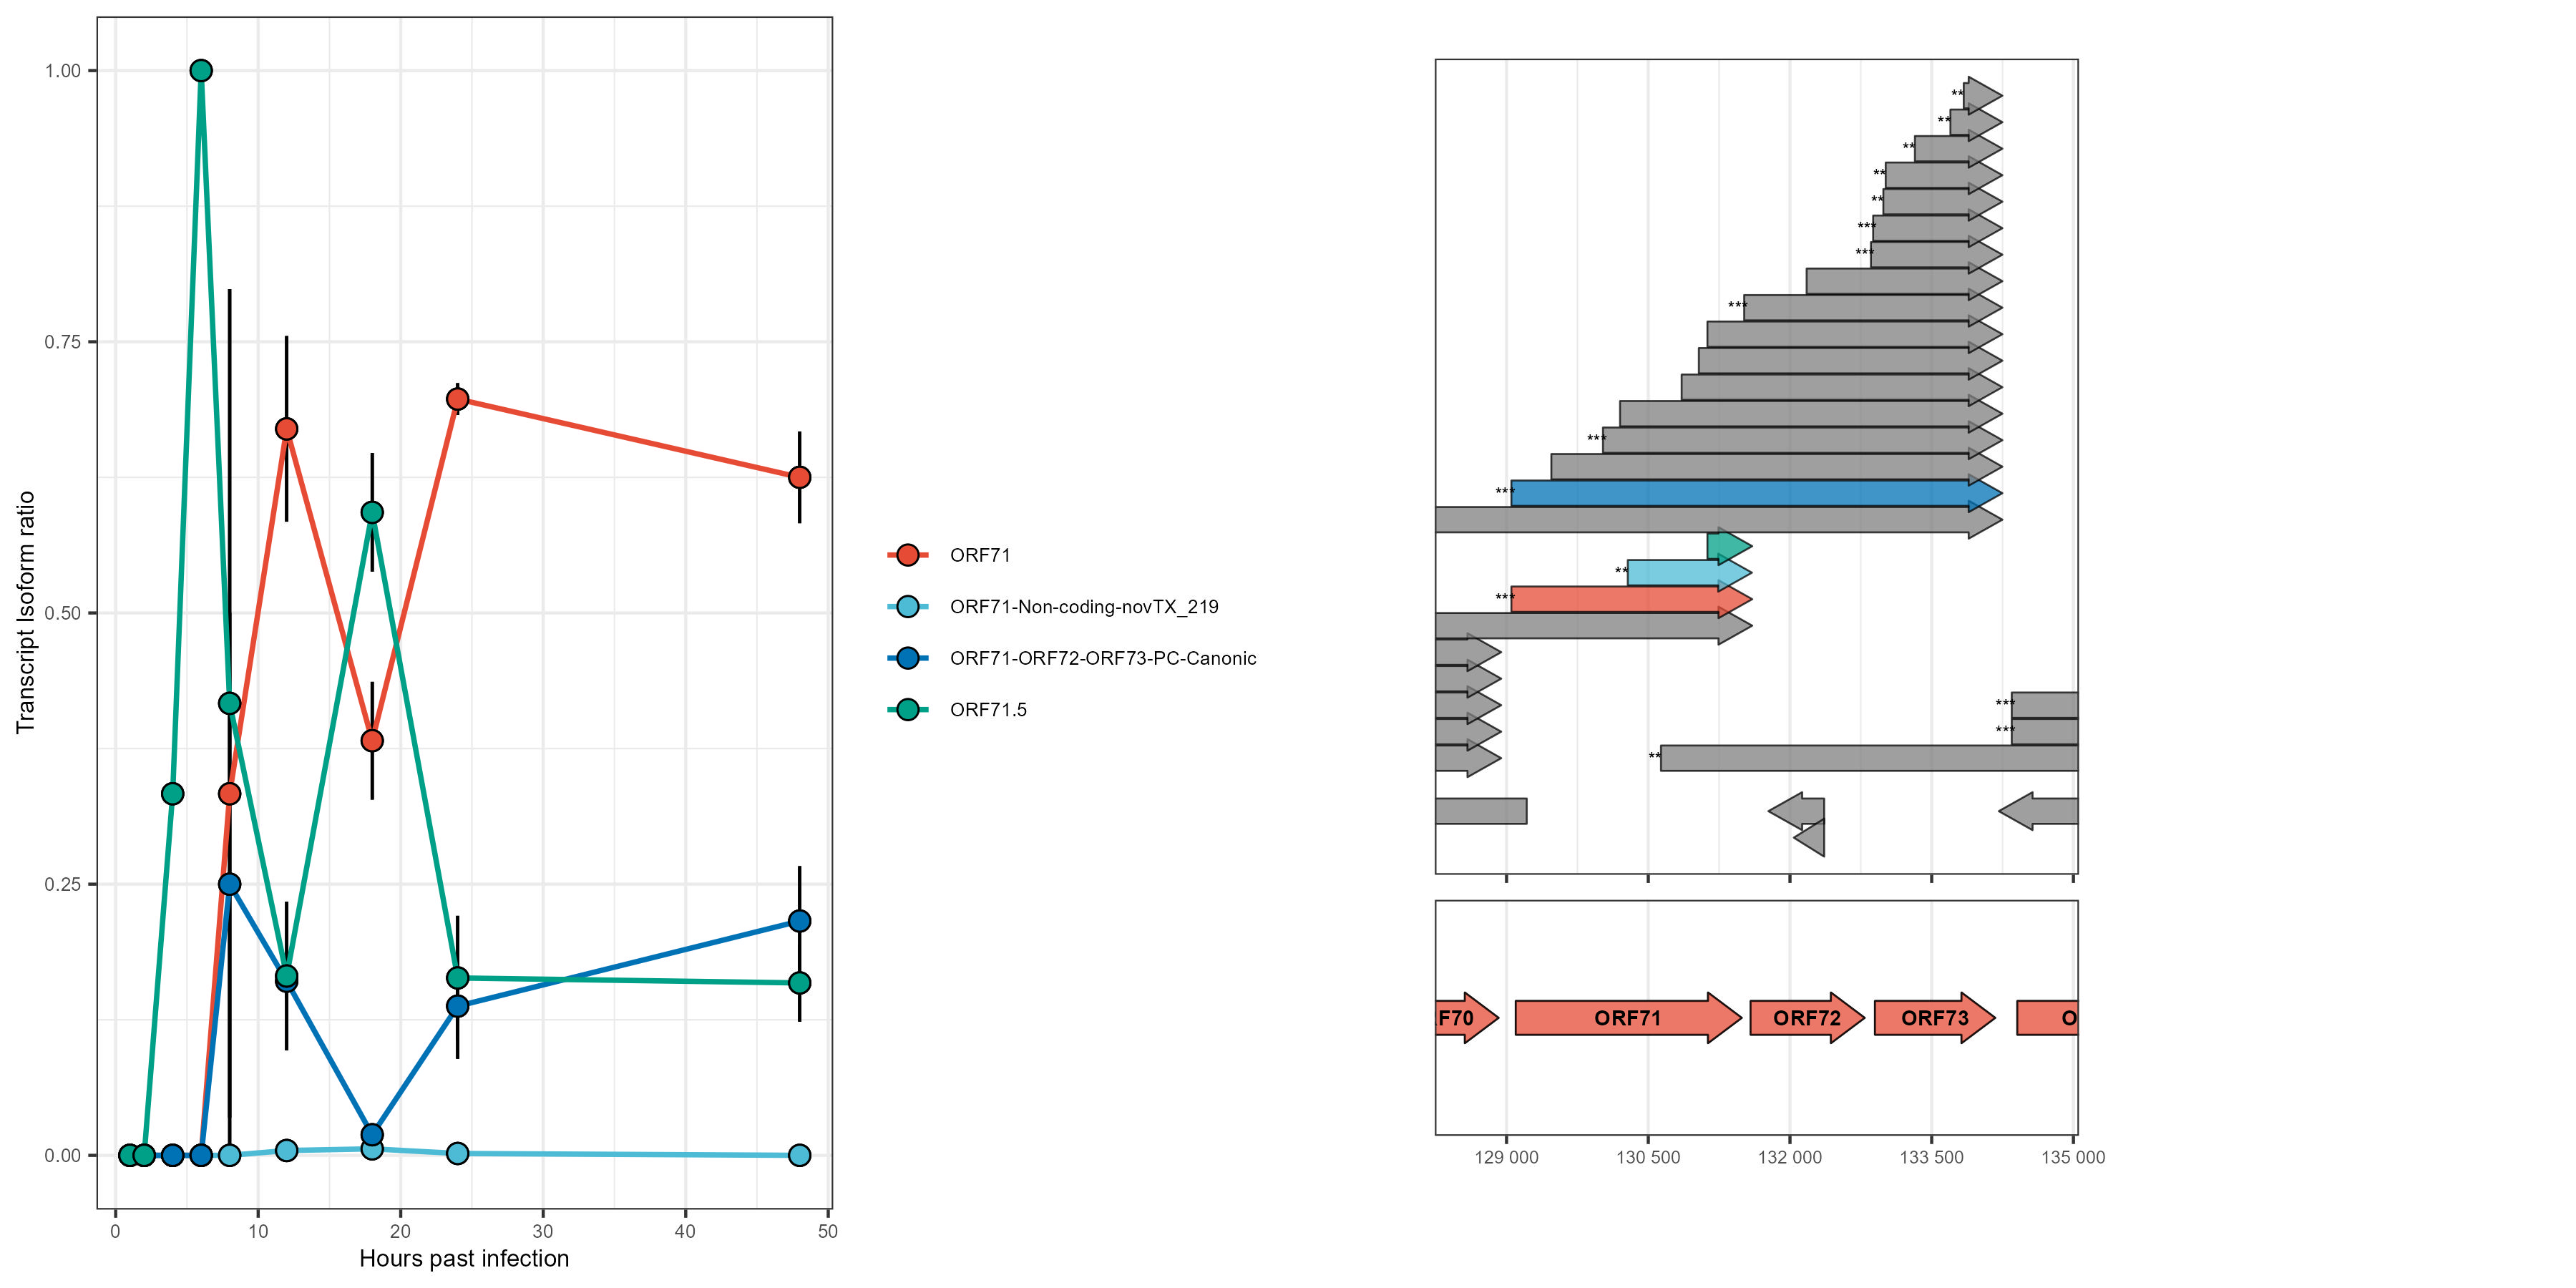 1.00
0.75
0.50
0.25
0.00
Transcript Isoform ratio
0 10 20 30 40 50
Hours past infection
ORF71
ORF71-Non-coding-novTX_219
ORF71-ORF72-ORF73-PC-Canonic
ORF71.5
**
**
**
**
**
***
***
***
***
***
**
***
***
***
**
RF70 ORF71 ORF72 ORF73 O
129 000 130 500 132 000 133 500 135 000